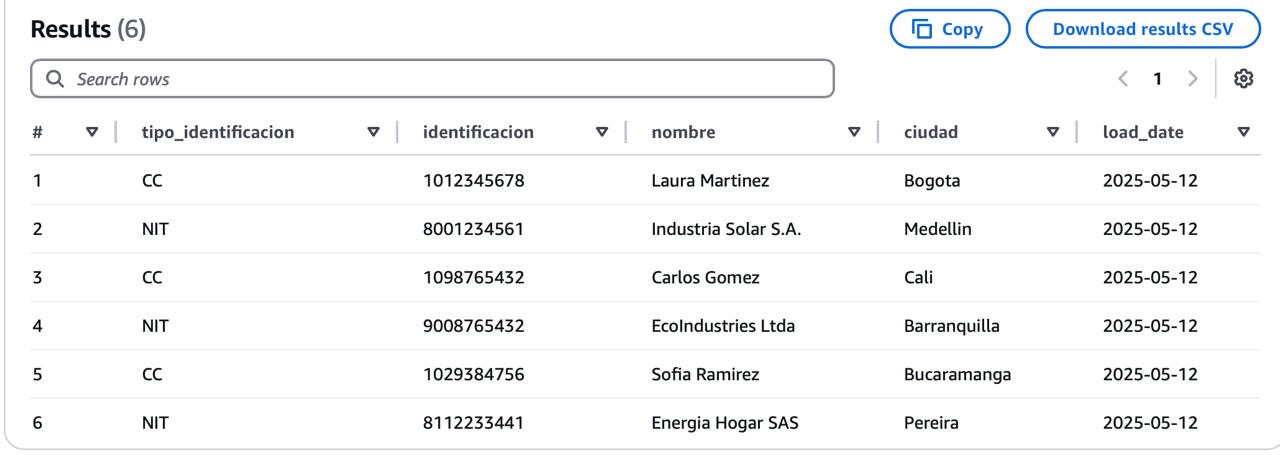 Results (6) Copy Download results CSV
Search rows 1
# tipo_identificacion identificacion nombre ciudad load_date
1 CC 1012345678 Laura Martinez Bogota 2025-05-12
2 NIT 8001234561 Industria Solar S.A. Medellin 2025-05-12
3 CC 1098765432 Carlos Gomez Cali 2025-05-12
4 NIT 9008765432 EcoIndustries Ltda Barranquilla 2025-05-12
5 CC 1029384756 Sofia Ramirez Bucaramanga 2025-05-12
6 NIT 8112233441 Energia Hogar SAS Pereira 2025-05-12